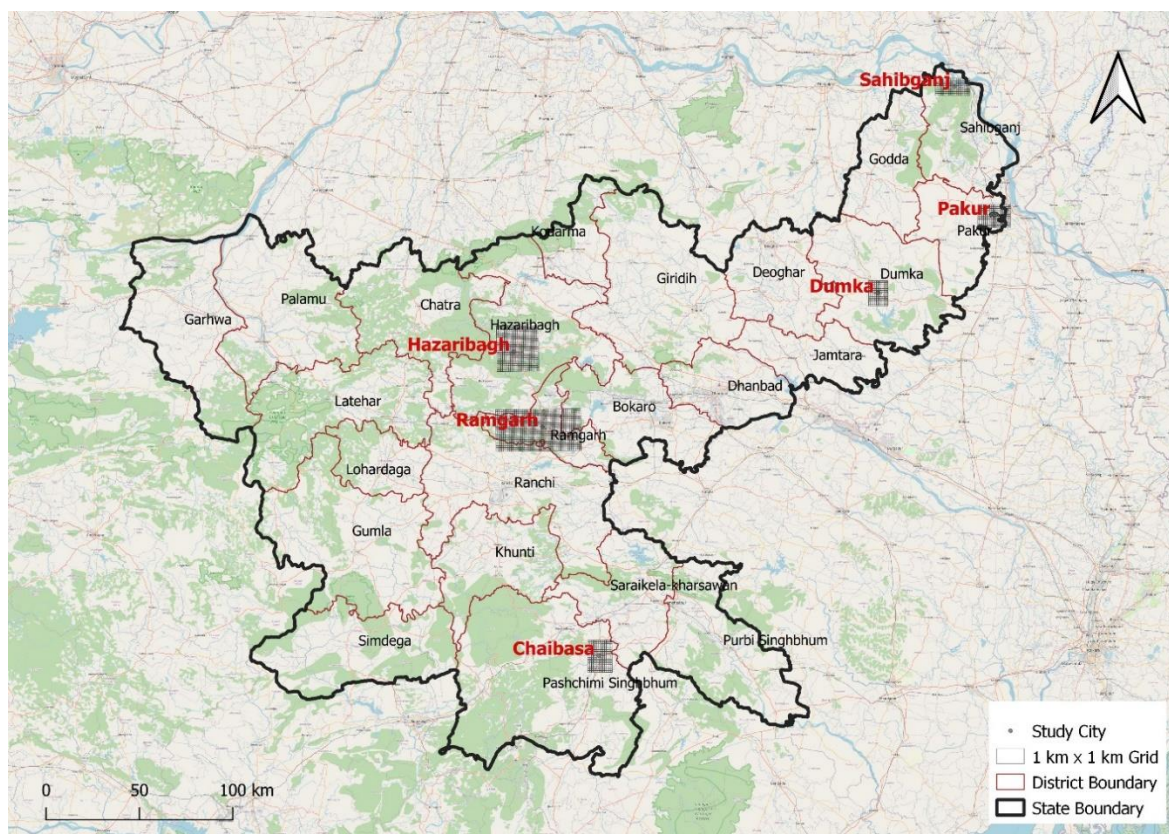 Sahibganj
Sahibganj
Godda
Pakur
Pakur
Koderma
Giridih
Deoghar
Dumka
Dumka
Palamu
Chatra
Garhwa
Hazaribagh
Hazaribagh
Jamtara
Dhanbad
Latehar
Bokaro
Ramgarh
Ramgarh
Lohardaga
Ranchi
Gumla
Khunti
Saraikela-kharsawan
Simdega
Chaibasa
Purbi Singhbhum
Pashchimi Singhbhum
Study City
1 km x 1 km Grid
District Boundary
State Boundary
0 50 100 km